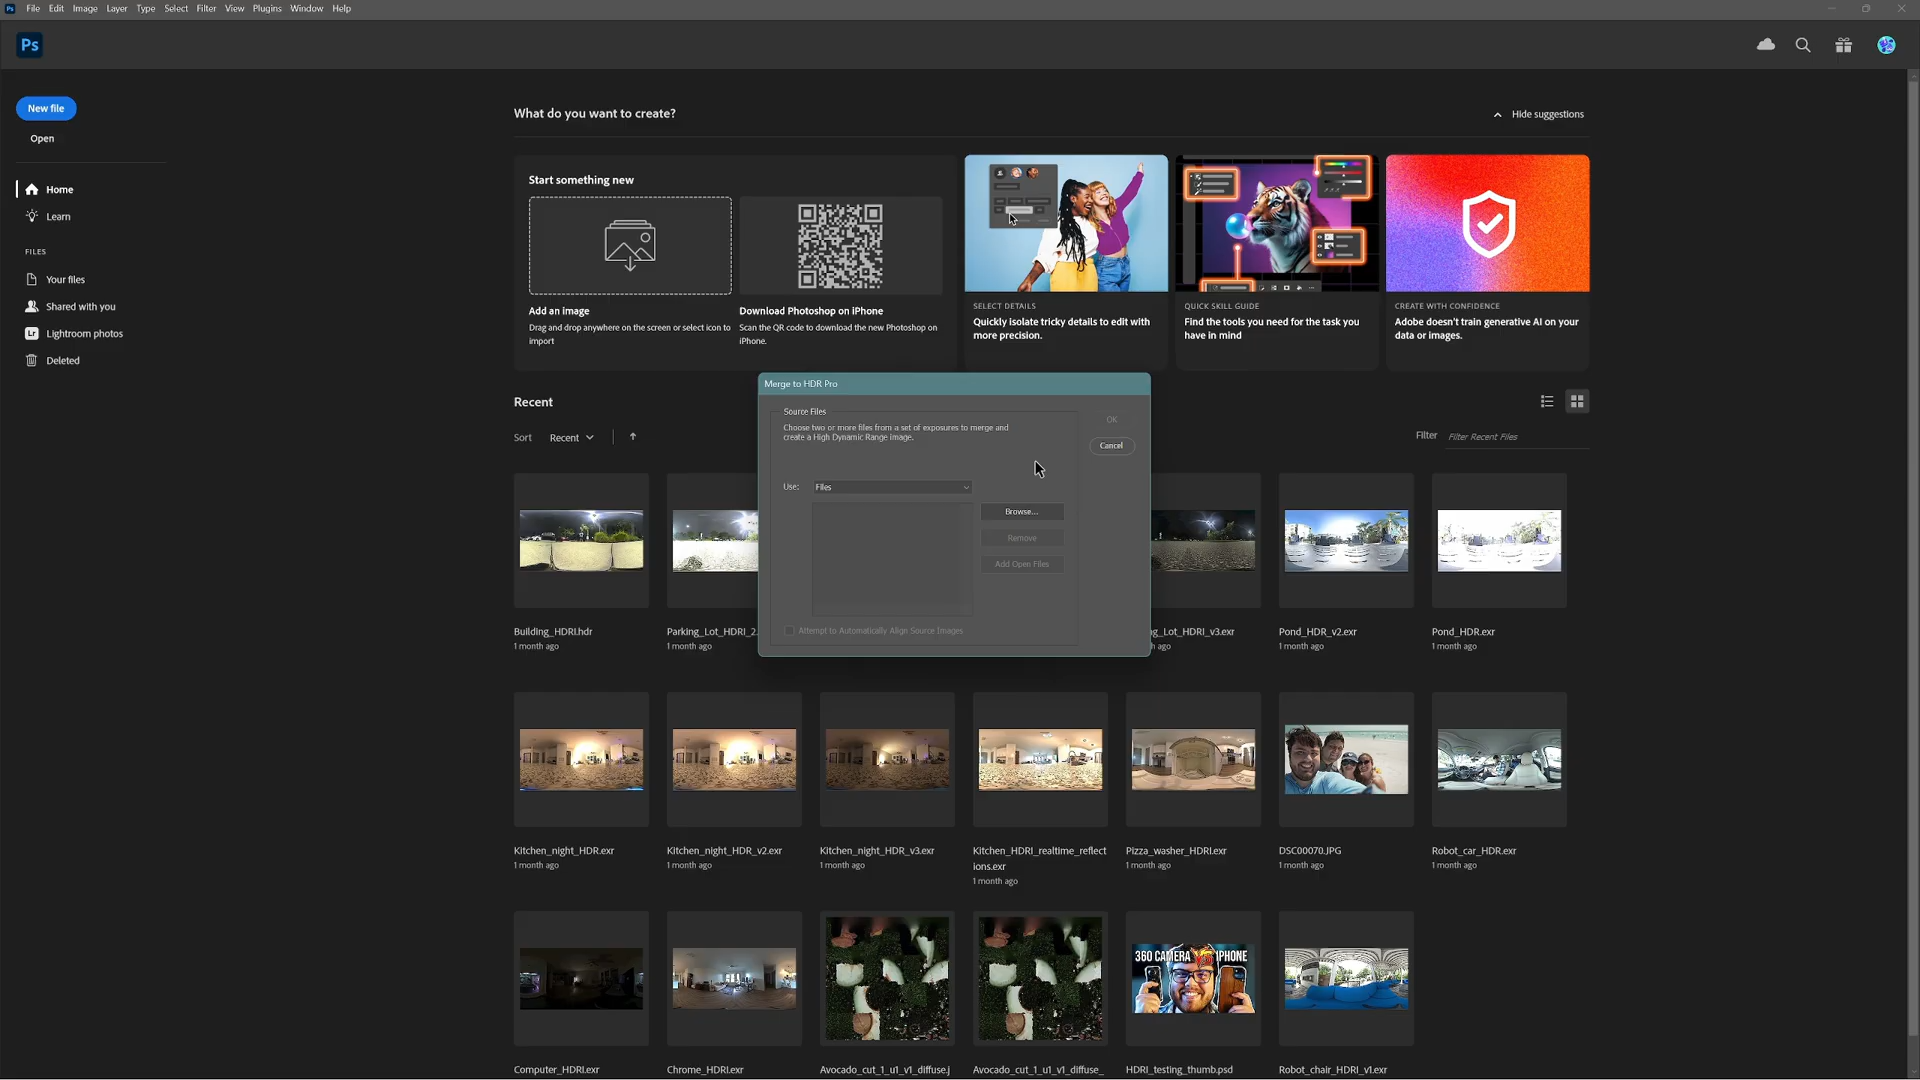 Ps File Edit Image Layer Type Select Filter View Plugins Window Help
Ps
New file
Open
Home
Learn
FILES
Your files
Shared with you
Lr Lightroom photos
Deleted
What do you want to create?
Hide suggestions
Start something new
Add an image
Drag and drop anywhere on the screen or select icon to
import
Download Photoshop on iPhone
Scan the QR code to download the new Photoshop on
iPhone.
SELECT DETAILS
Quickly isolate tricky details to edit with
more precision.
QUICK SKILL GUIDE
Find the tools you need for the task you
have in mind
CREATE WITH CONFIDENCE
Adobe doesn't train generative AI on your
data or images.
Merge to HDR Pro
Source Files
Choose two or more files from a set of exposures to merge and
create a High Dynamic Range image.
OK
Cancel
Use: Files
Browse...
Remove
Add Open Files
Attempt to Automatically Align Source Images
Recent
Sort Recent
Filter Filter Recent Files
Building_HDRI.hdr
1 month ago
Parking_Lot_HDRI_2.
1 month ago
g_Lot_HDRI_v3.exr
ago
Pond_HDR_v2.exr
1 month ago
Pond_HDR.exr
1 month ago
Kitchen_night_HDR.exr
1 month ago
Kitchen_night_HDR_v2.exr
1 month ago
Kitchen_night_HDR_v3.exr
1 month ago
Kitchen_HDRI_realtime_reflect
ions.exr
1 month ago
Pizza_washer_HDRI.exr
1 month ago
DSC00070.JPG
1 month ago
Robot_car_HDR.exr
1 month ago
360 CAMERA VS IPHONE
Computer_HDRI.exr
Chrome_HDRI.exr
Avocado_cut_1_u1_v1_diffuse.j
Avocado_cut_1_u1_v1_diffuse_
HDRI_testing_thumb.psd
Robot_chair_HDRI_v1.exr